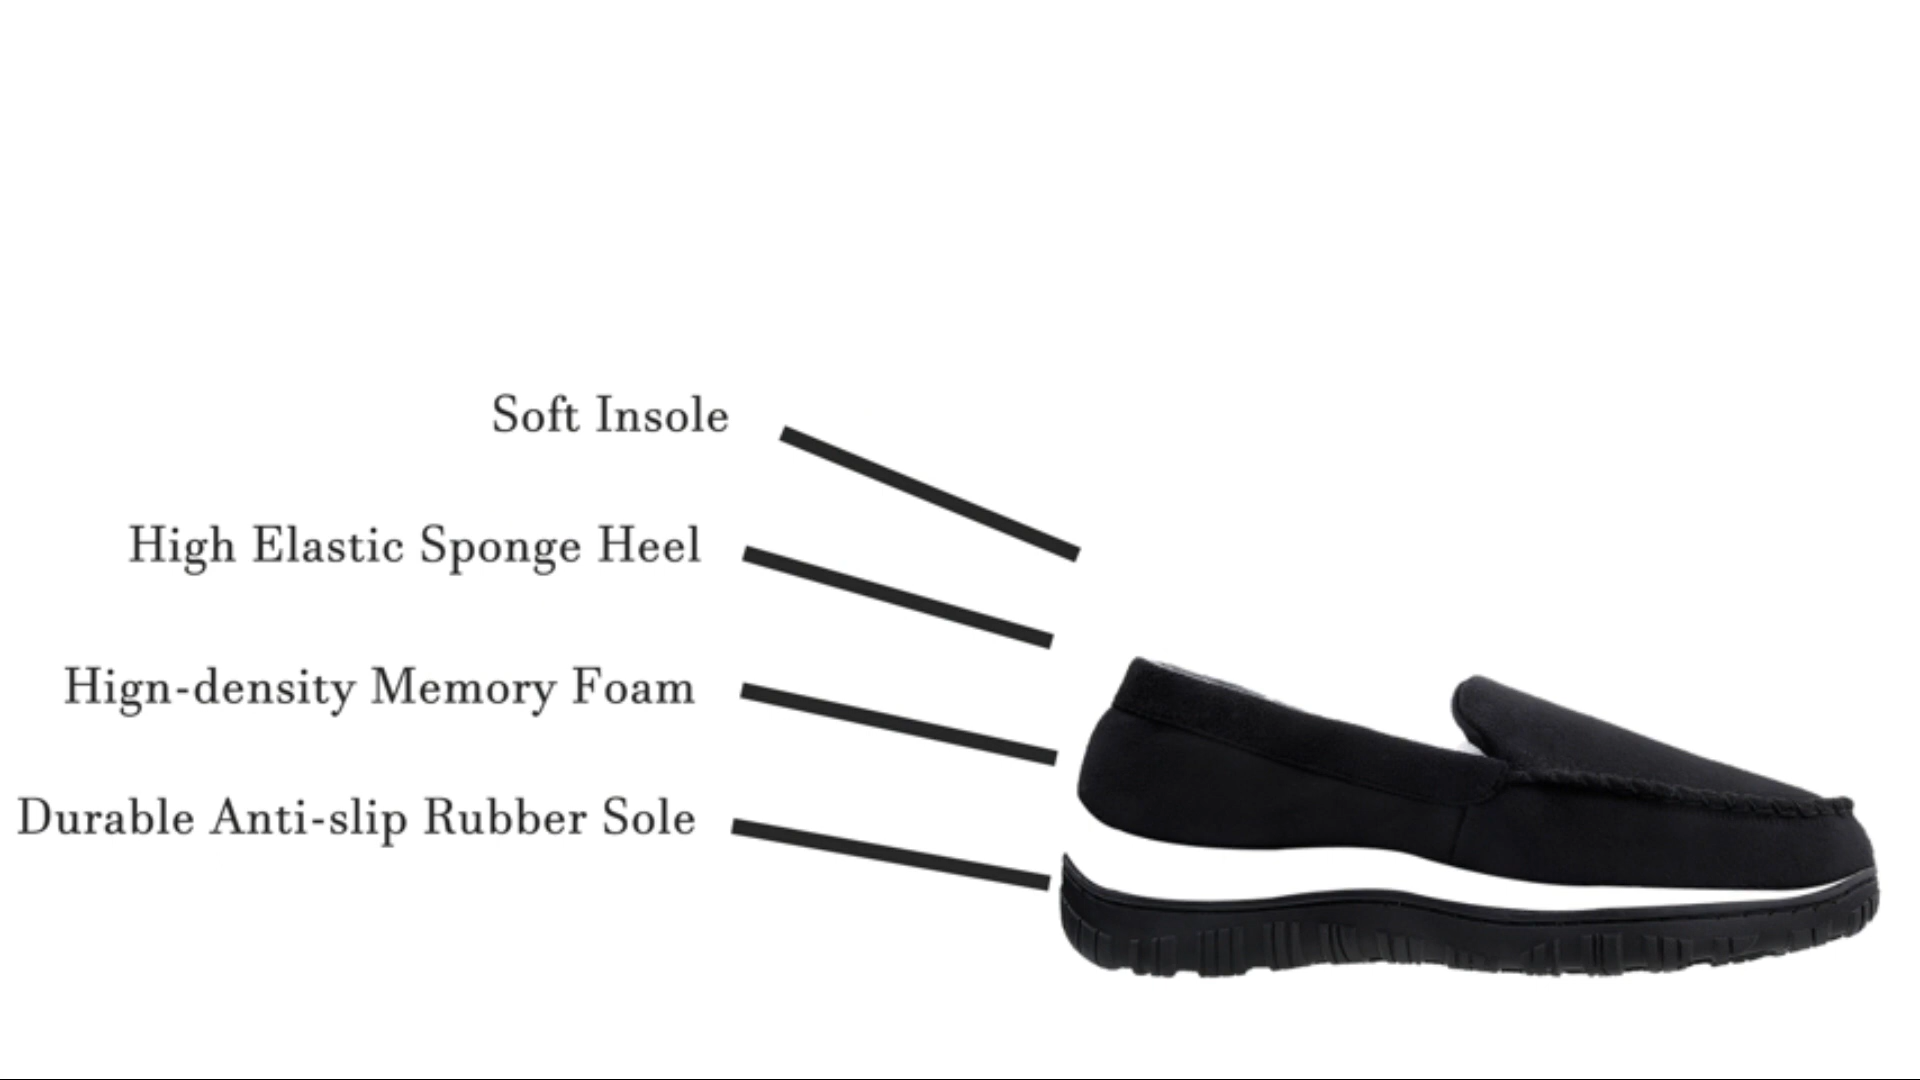 Soft Insole
High Elastic Sponge Heel
Hign-density Memory Foam
Durable Anti-slip Rubber Sole